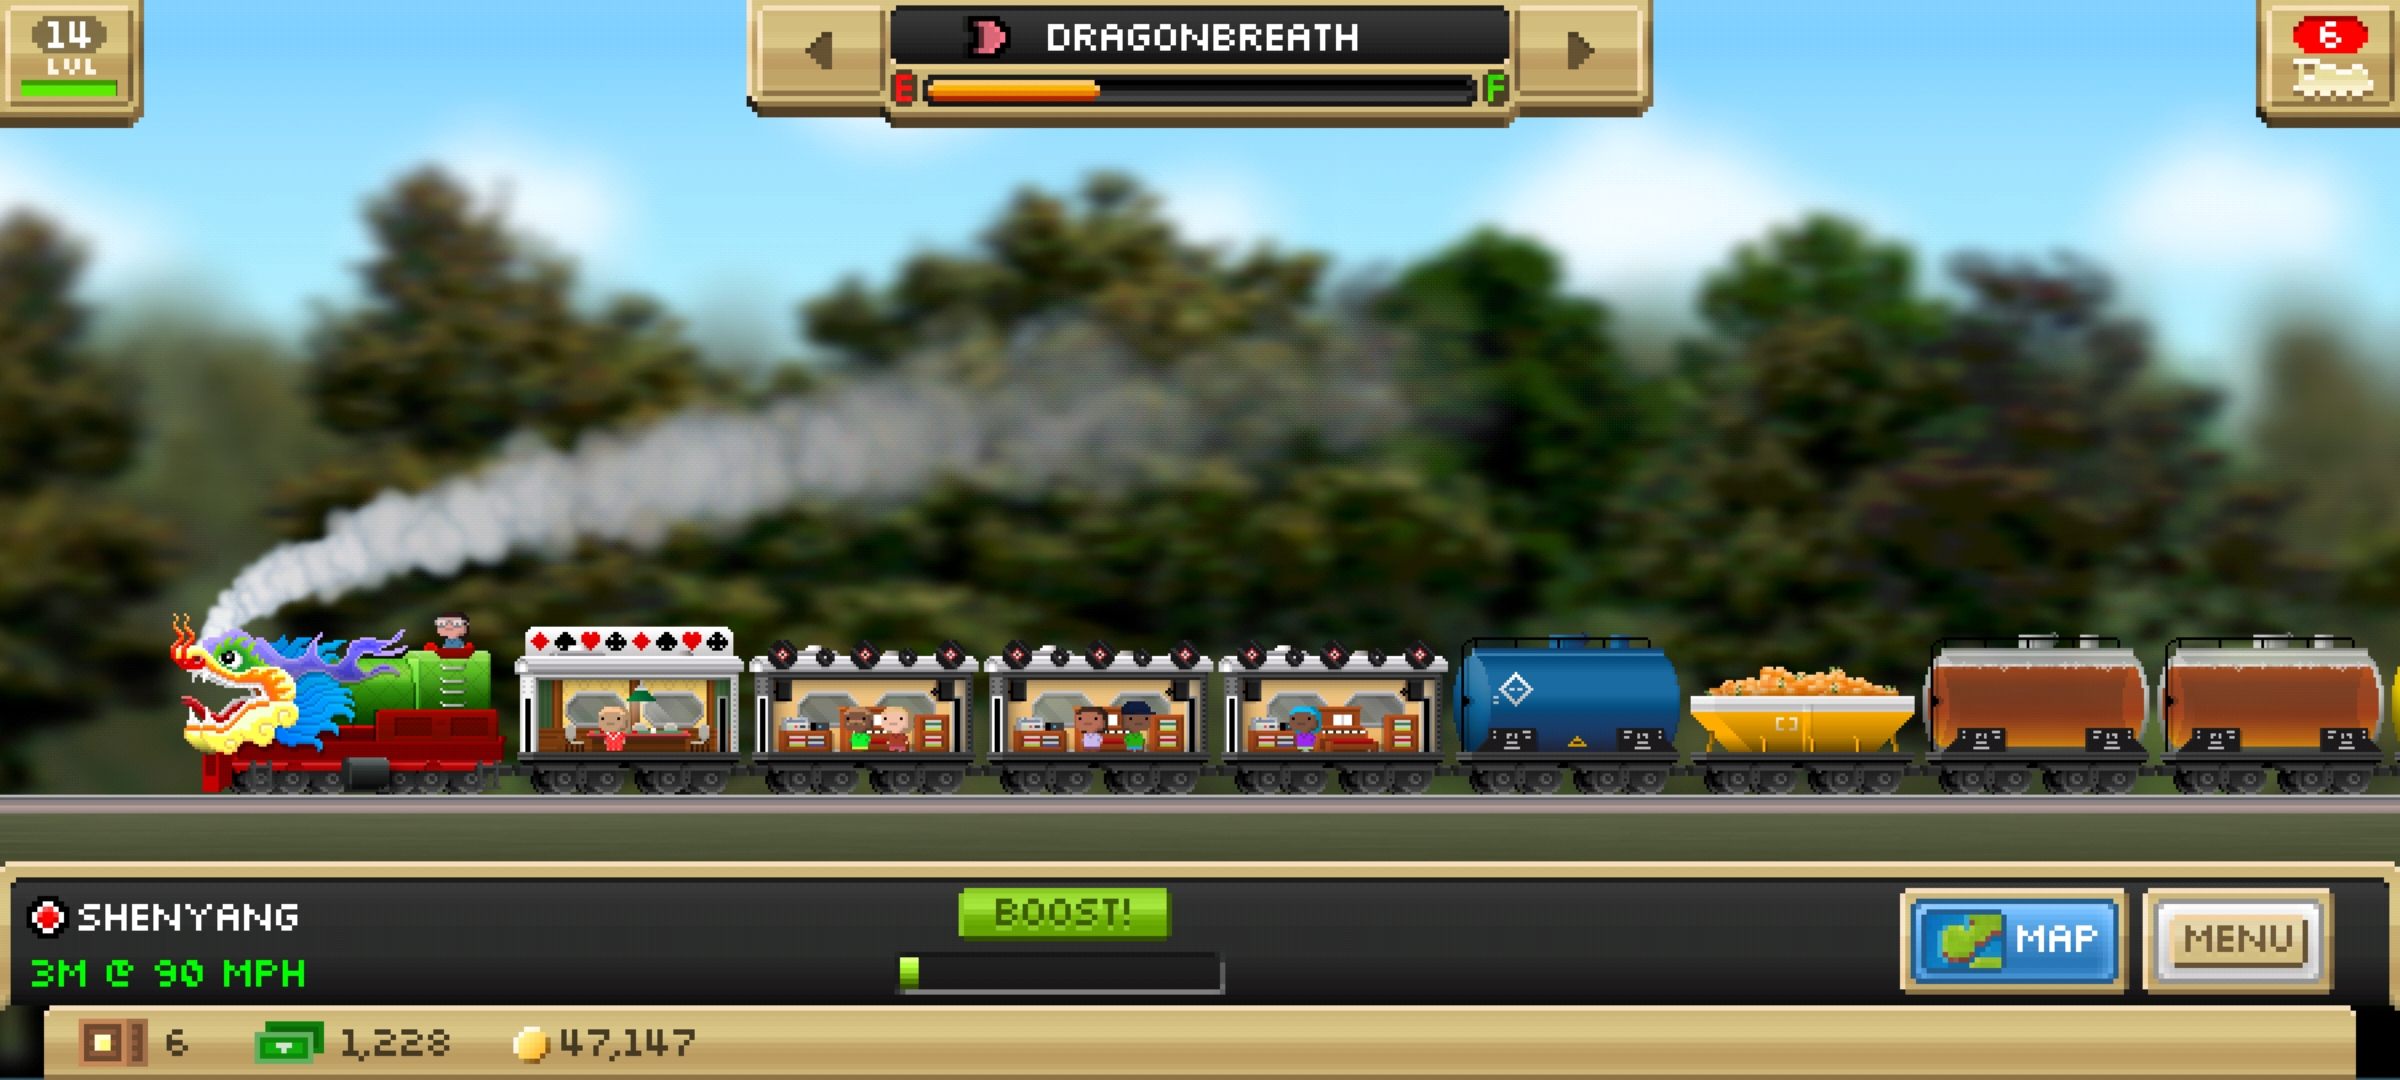 14
LVL
DRAGONBREATH
E F
6
SHENYANG
3M @ 90 MPH
BOOST!
MAP
MENU
6
1,228
47,147